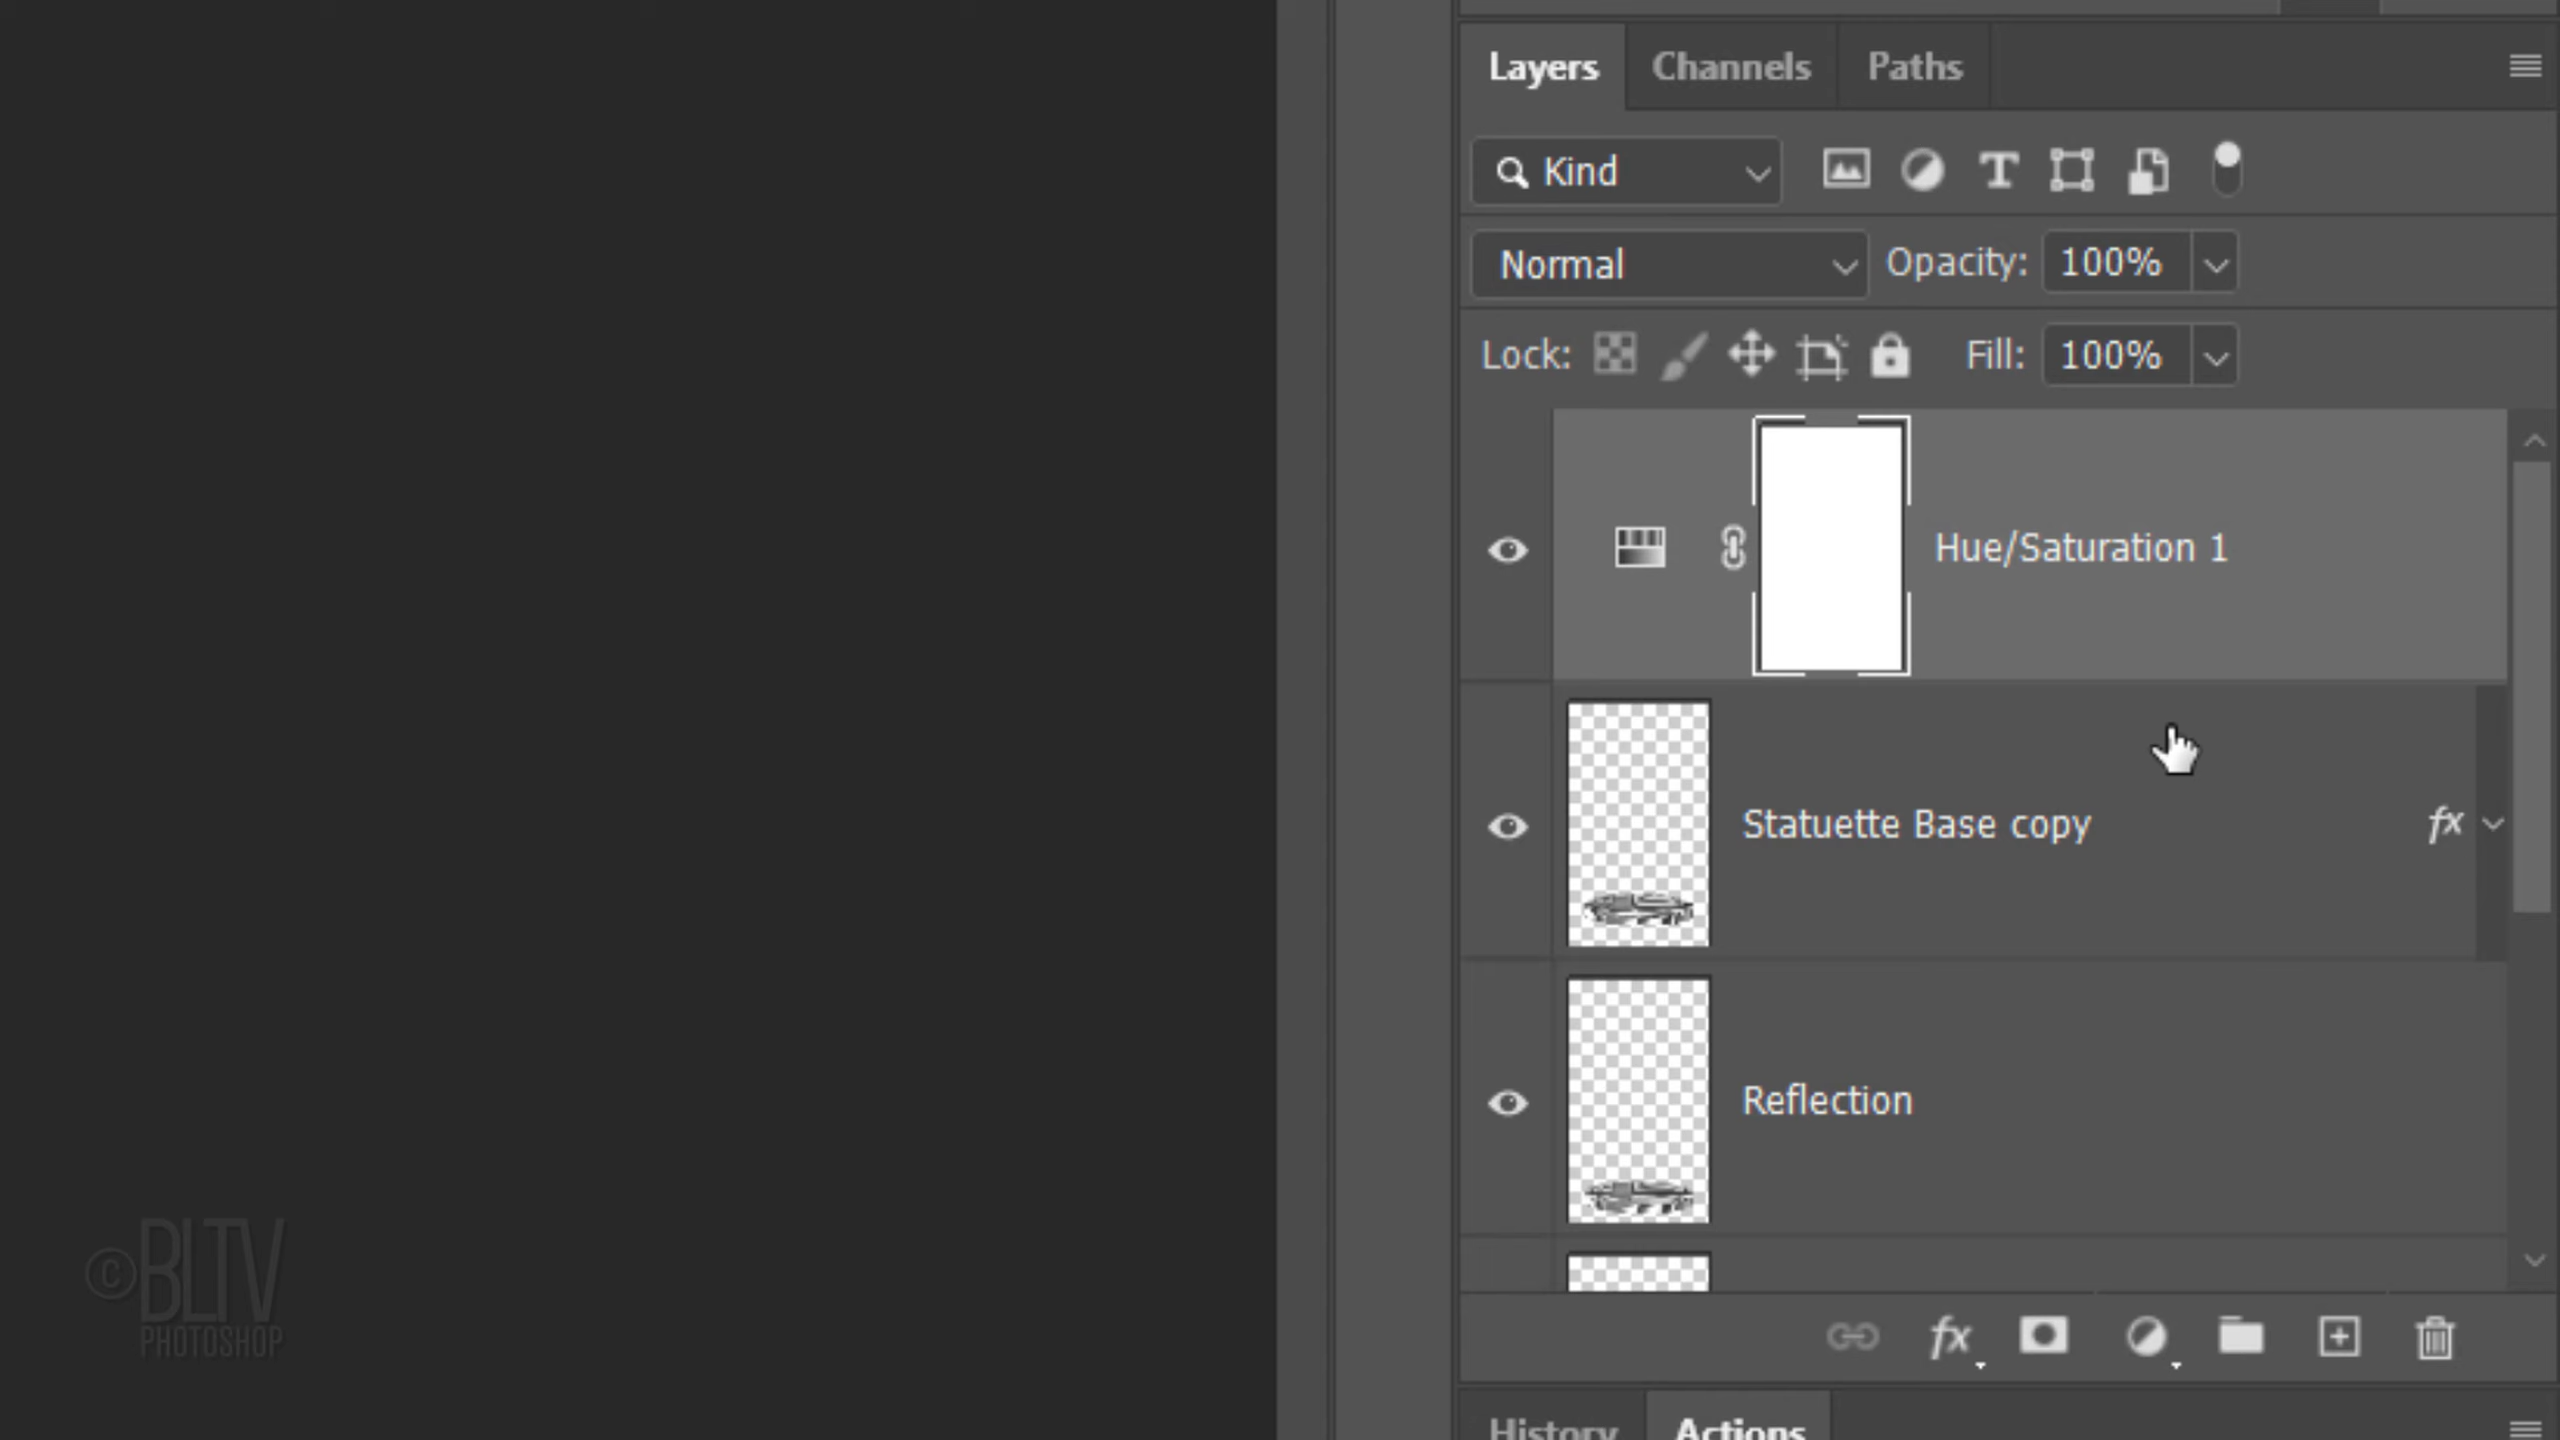 Layers Channels Paths
Kind
Normal Opacity: 100%
Lock: Fill: 100%
Hue/Saturation 1
Statuette Base copy fx
Reflection
fx
©BLTV
PHOTOSHOP
History Actions